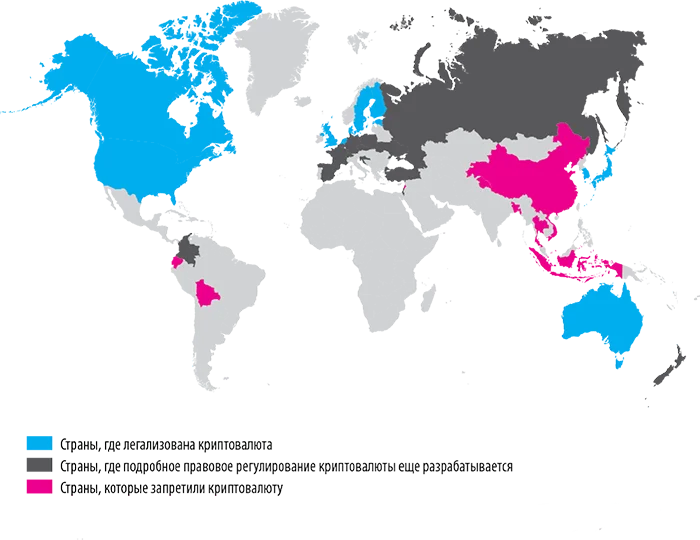 Страны, где легализована криптовалюта
Страны, где подробное правовое регулирование криптовалюты еще разрабатывается
Страны, которые запретили криптовалюту